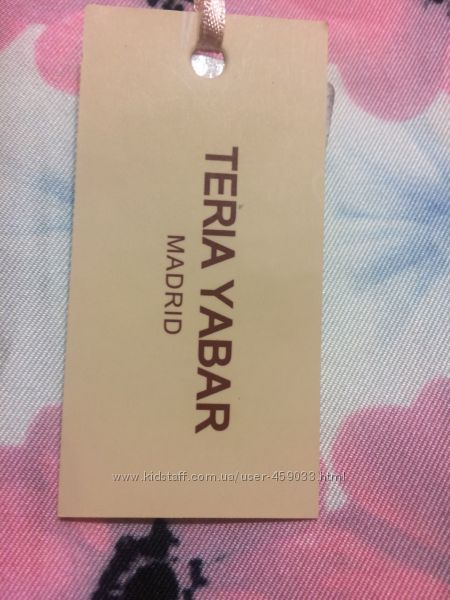 TERIA YABAR
MADRID
www.kidstaff.com.ua/user-459033.html